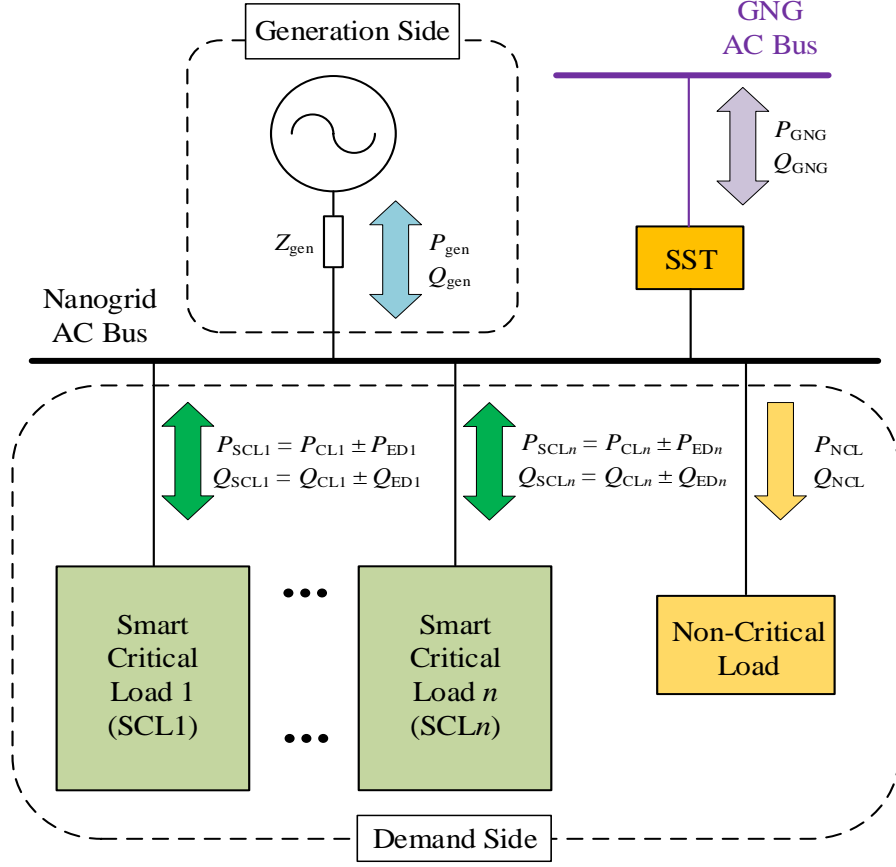 Generation Side
GNG
AC Bus
P_GNG
Q_GNG
Z_gen
P_gen
Q_gen
SST
Nanogrid
AC Bus
P_SCL1 = P_CL1 ± P_ED1
Q_SCL1 = Q_CL1 ± Q_ED1
P_SCLn = P_CLn ± P_EDn
Q_SCLn = Q_CLn ± Q_EDn
P_NCL
Q_NCL
Smart
Critical
Load 1
(SCL1)
Smart
Critical
Load n
(SCLn)
Non-Critical
Load
Demand Side